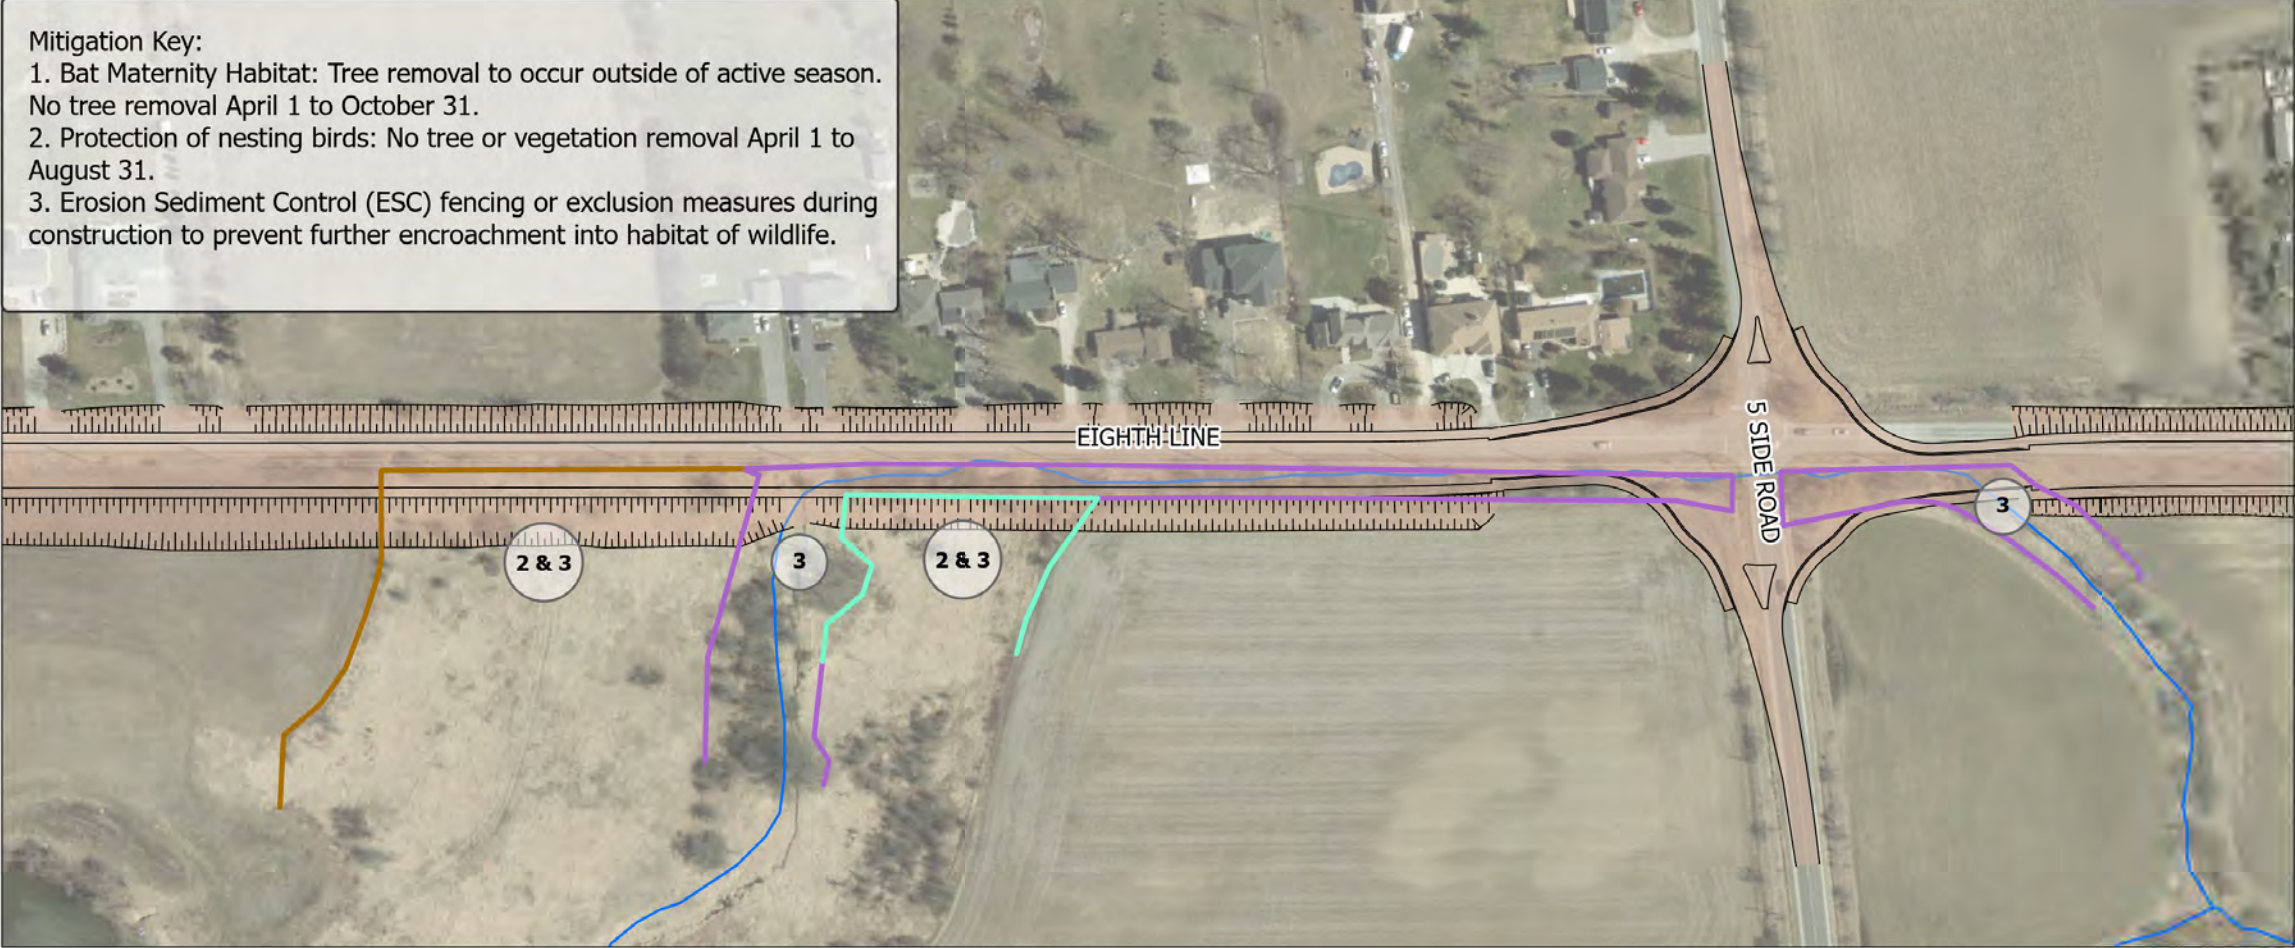 Mitigation Key:
1. Bat Maternity Habitat: Tree removal to occur outside of active season.
No tree removal April 1 to October 31.
2. Protection of nesting birds: No tree or vegetation removal April 1 to
August 31.
3. Erosion Sediment Control (ESC) fencing or exclusion measures during
construction to prevent further encroachment into habitat of wildlife.
EIGHTH LINE
5 SIDE ROAD
2 & 3
3
2 & 3
3